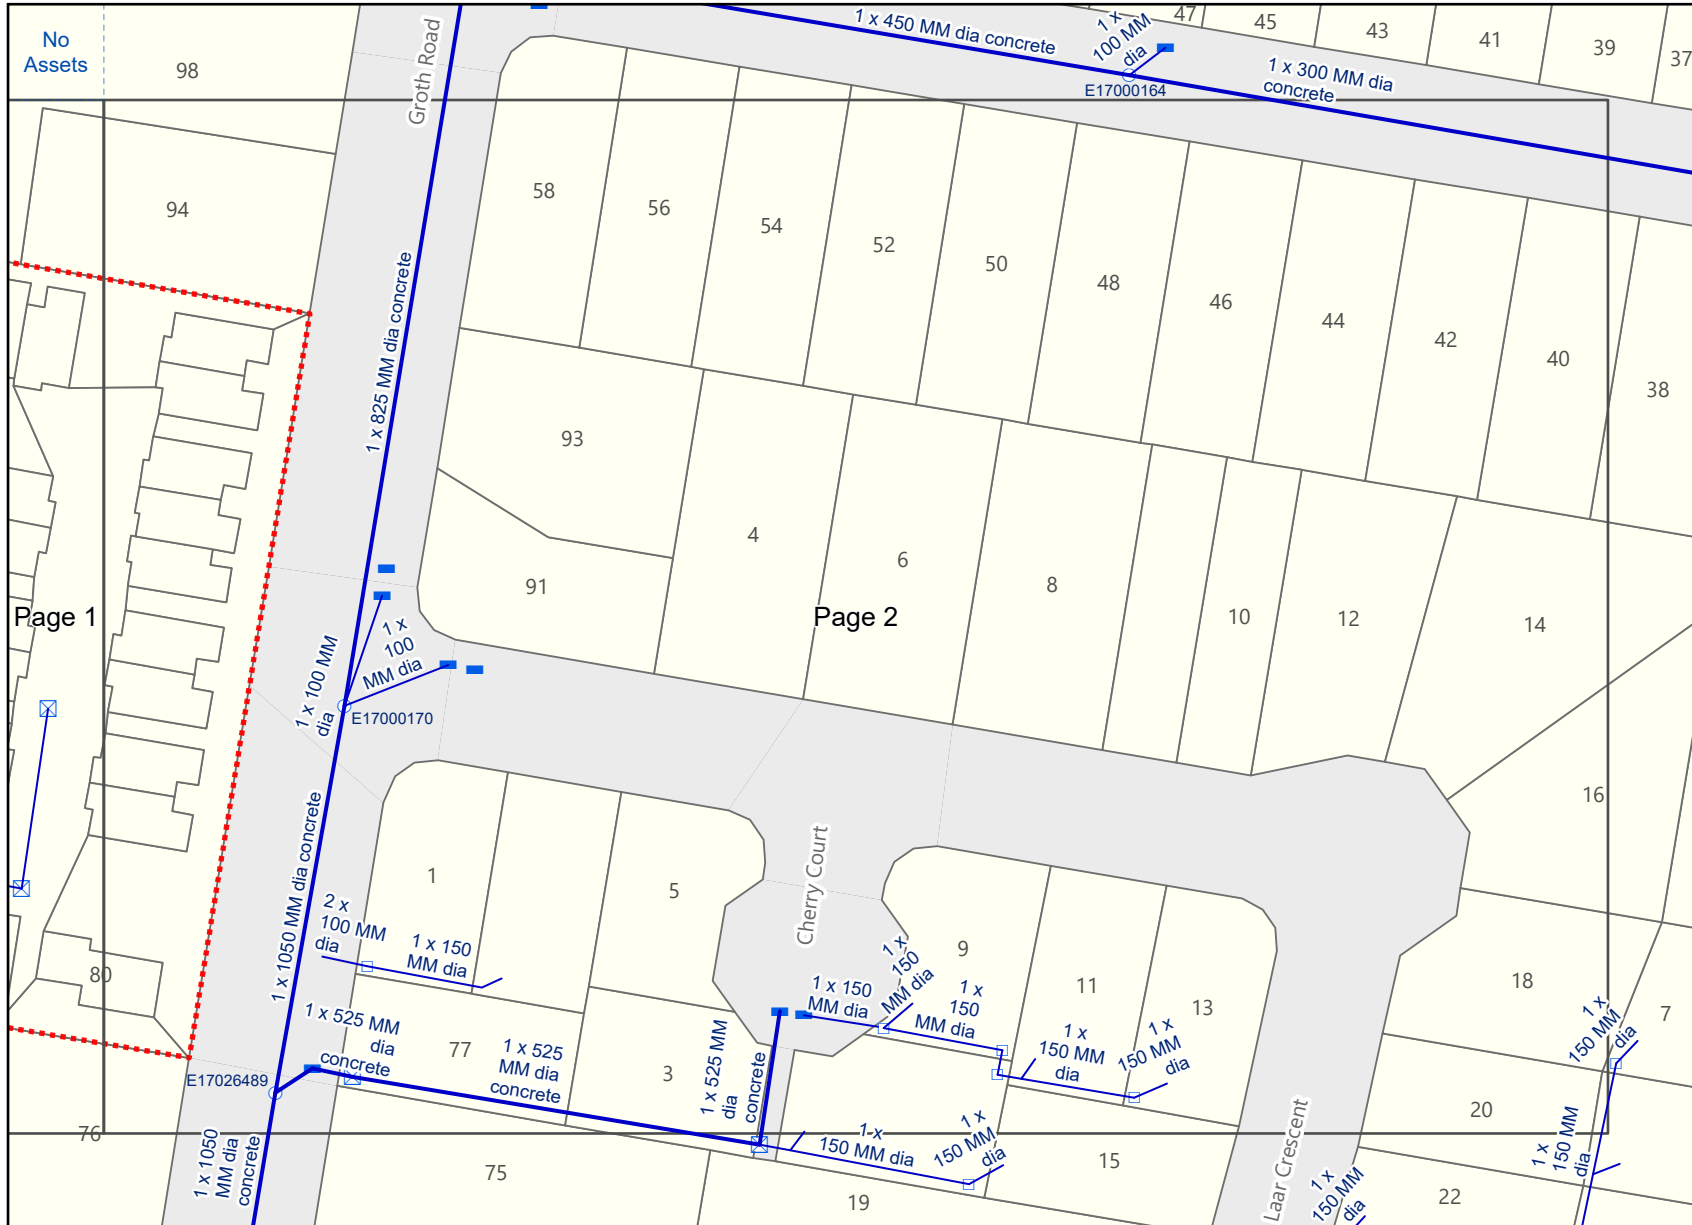 No
Assets
98
Groth Road
1 x 450 MM dia concrete
1 x
100 MM
dia
E17000164
1 x 300 MM dia
concrete
47
45
43
41
39
37
94
58
56
54
52
50
48
46
44
42
40
38
1 x 825 MM dia concrete
93
91
4
6
8
10
12
14
16
Page 1
Page 2
1 x
100
MM dia
1 x 100 MM
dia
E17000170
1 x 1050 MM dia concrete
1
5
Cherry Court
2 x
100 MM
dia
1 x 150
MM dia
80
9
11
13
18
7
1 x 150
MM dia
1 x
150
MM dia
1 x
150
MM dia
1 x
150 MM
dia
1 x
150 MM
dia
1 x
150 MM
dia
1 x 525 MM
dia
concrete
77
1 x 525
MM dia
concrete
3
1 x 525 MM
dia
concrete
E17026489
76
1 x 1050
MM dia
concrete
75
1 x
150 MM dia
1 x
150 MM
dia
19
15
Laar Crescent
20
22
1 x
150 MM
dia
1 x
150 MM
dia